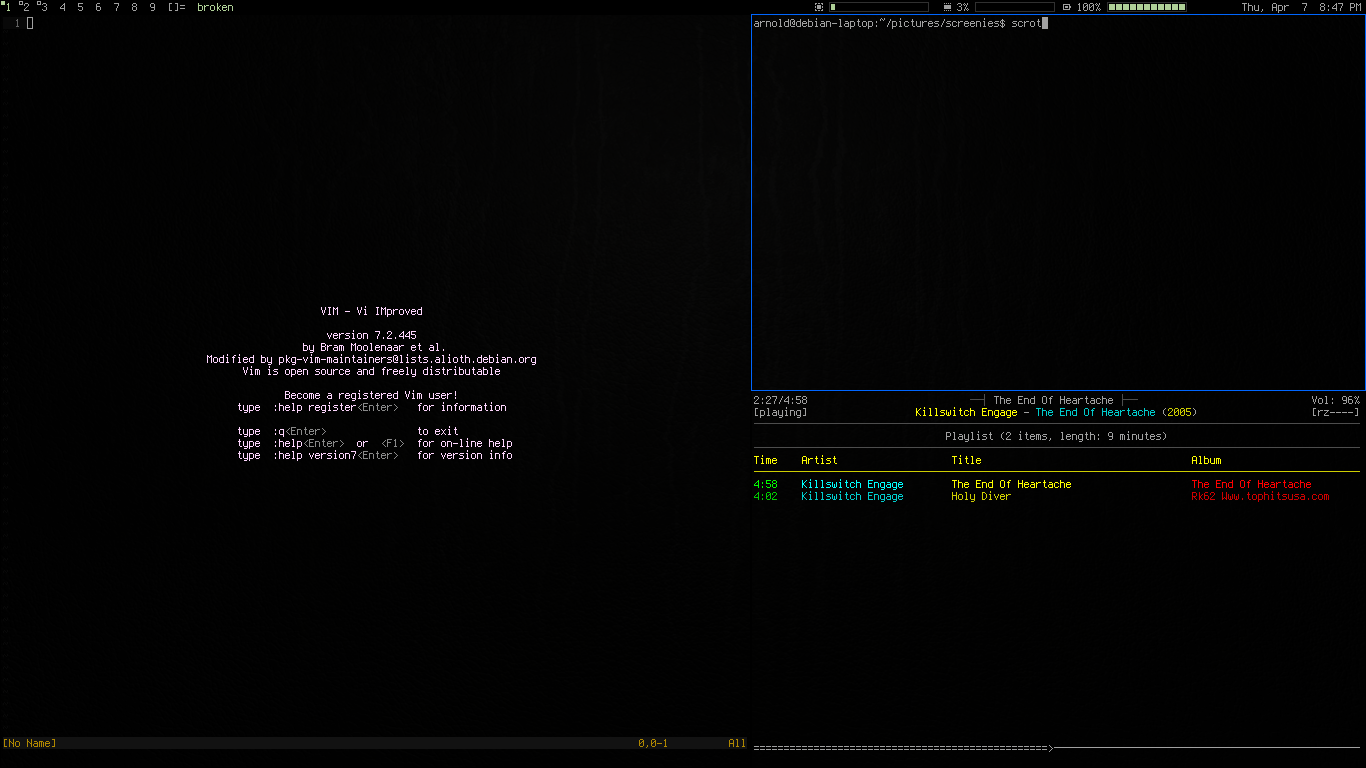 1 2 3 4 5 6 7 8 9 []= broken 3% 100% Thu, Apr 7 8:47 PM
1
VIM - Vi IMproved
version 7.2.445
by Bram Moolenaar et al.
Modified by pkg-vim-maintainers@lists.alioth.debian.org
Vim is open source and freely distributable
Become a registered Vim user!
type :help register<Enter> for information
type :q<Enter> to exit
type :help<Enter> or <F1> for on-line help
type :help version7<Enter> for version info
[No Name] 0,0-1 All
arnold@debian-laptop:~/pictures/screenies$ scrot
2:27/4:58 ──┤ The End Of Heartache ├── Vol: 96%
[playing] Killswitch Engage - The End Of Heartache (2005) [rz----]
Playlist (2 items, length: 9 minutes)
Time Artist Title Album
4:58 Killswitch Engage The End Of Heartache The End Of Heartache
4:02 Killswitch Engage Holy Diver Rk62 Www.tophitsusa.com